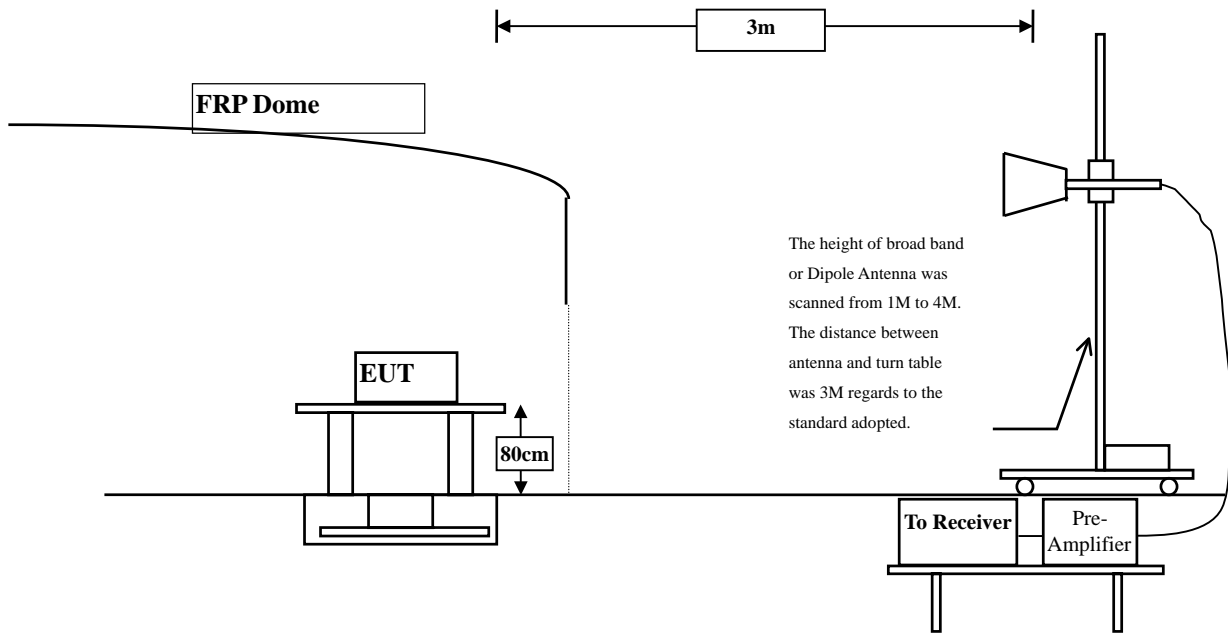 3m
FRP Dome
The height of broad band
or Dipole Antenna was
scanned from 1M to 4M.
The distance between
antenna and turn table
was 3M regards to the
standard adopted.
EUT
80cm
To Receiver
Pre-
Amplifier